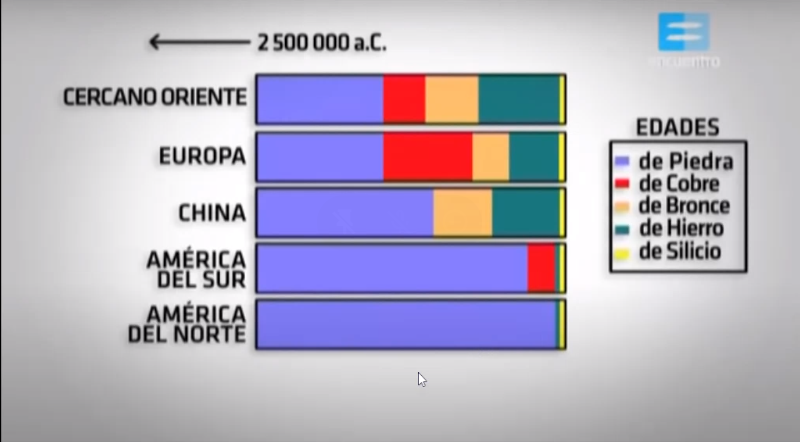 2 500 000 a.C.
encuentro
CERCANO ORIENTE
EUROPA
CHINA
AMÉRICA
DEL SUR
AMÉRICA
DEL NORTE
EDADES
de Piedra
de Cobre
de Bronce
de Hierro
de Silicio